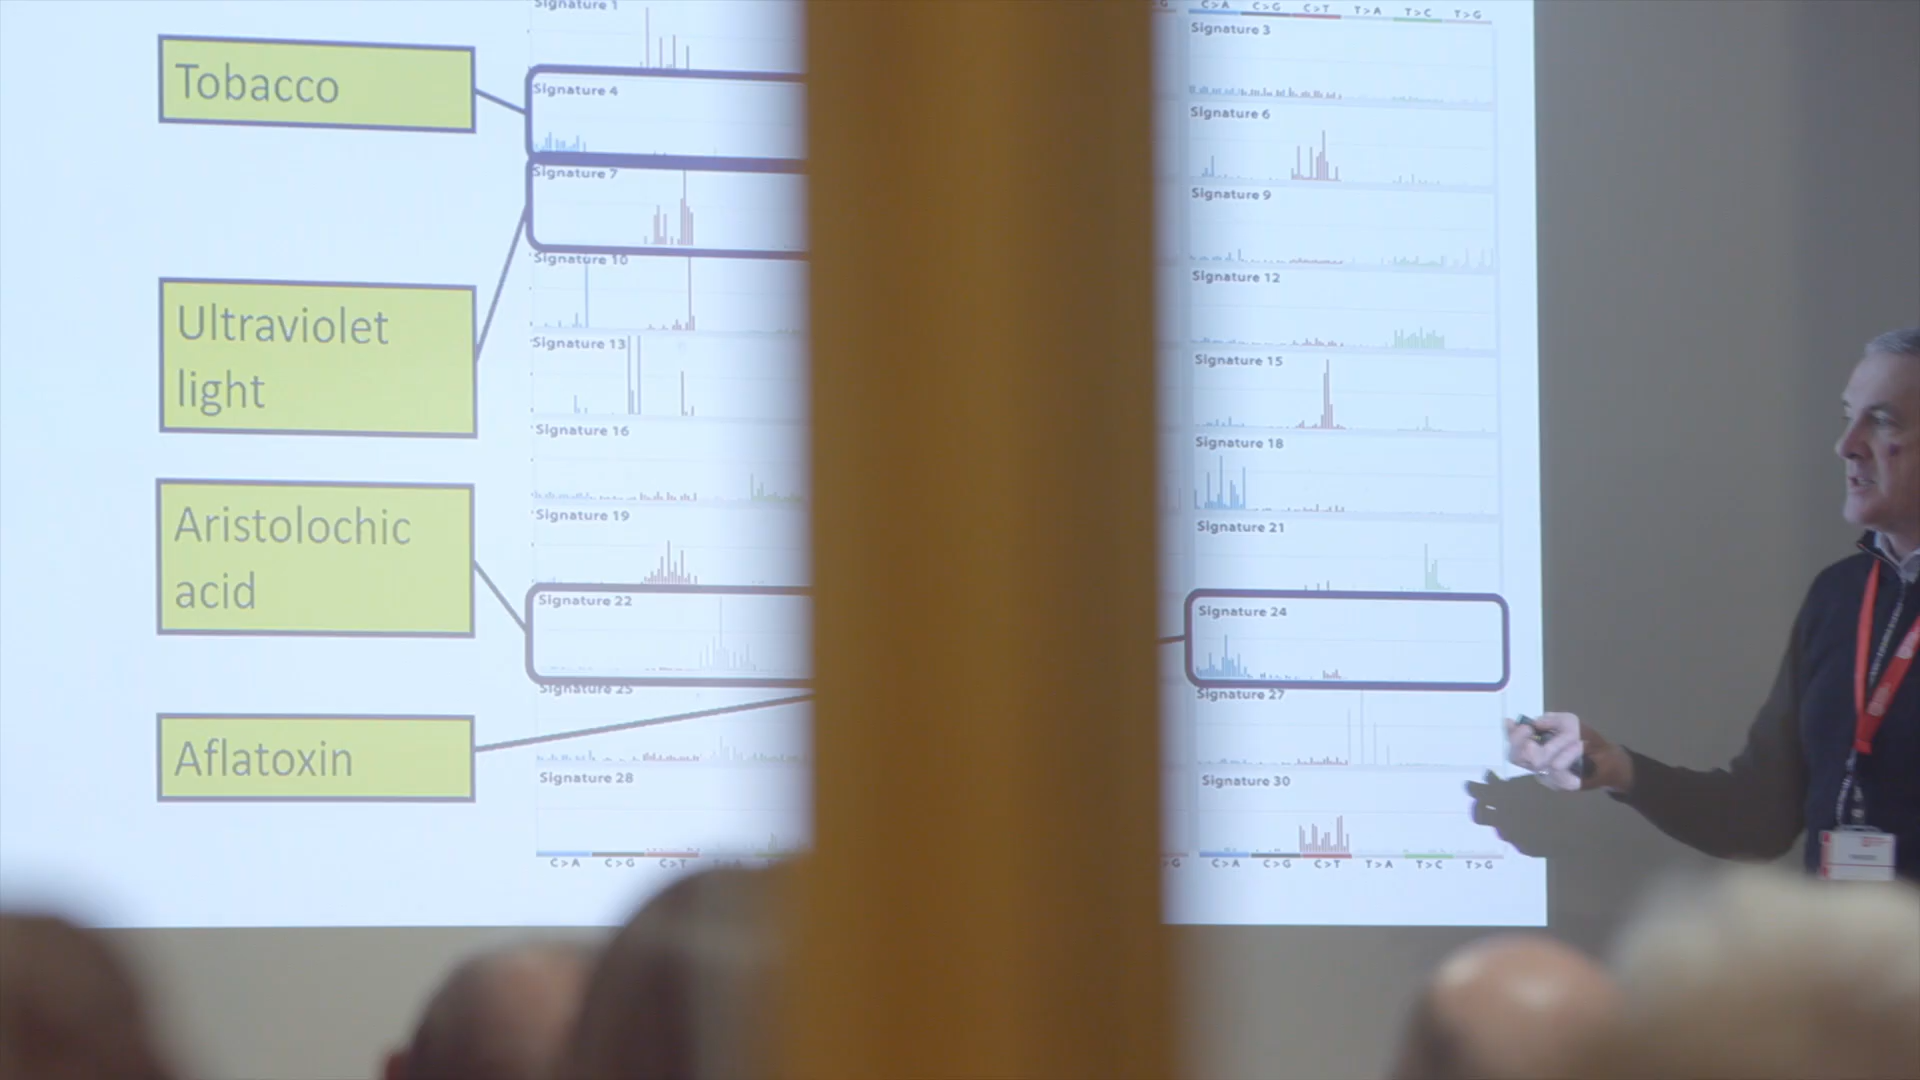 Tobacco
Ultraviolet
light
Aristolochic
acid
Aflatoxin
Signature 1
Signature 4
Signature 7
Signature 10
Signature 13
Signature 16
Signature 19
Signature 22
Signature 25
Signature 28
C>A C>G C>T
C>A C>G C>T T>A T>C T>G
Signature 3
Signature 6
Signature 9
Signature 12
Signature 15
Signature 18
Signature 21
Signature 24
Signature 27
Signature 30
C>A C>G C>T T>A T>C T>G